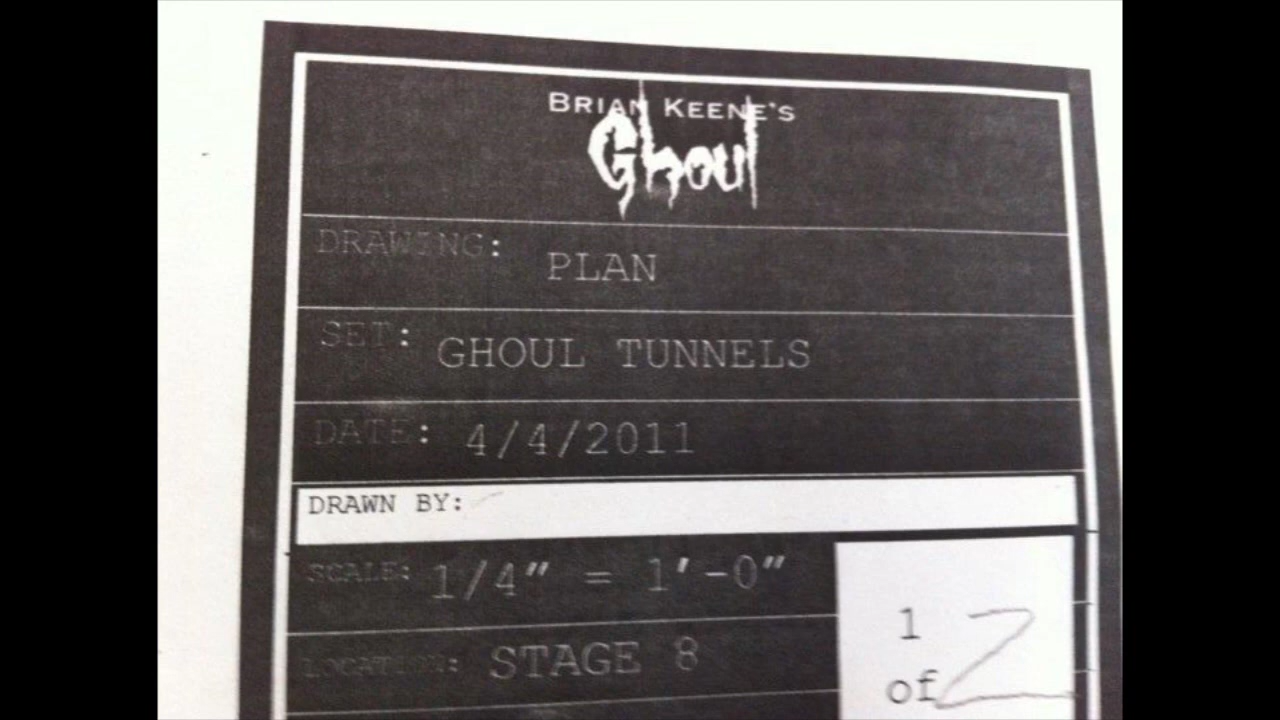 BRIAN KEENE'S
Ghoul
DRAWING: PLAN
SET: GHOUL TUNNELS
DATE: 4/4/2011
DRAWN BY:
SCALE: 1/4" = 1'-0"
LOCATION: STAGE 8
1
of 2